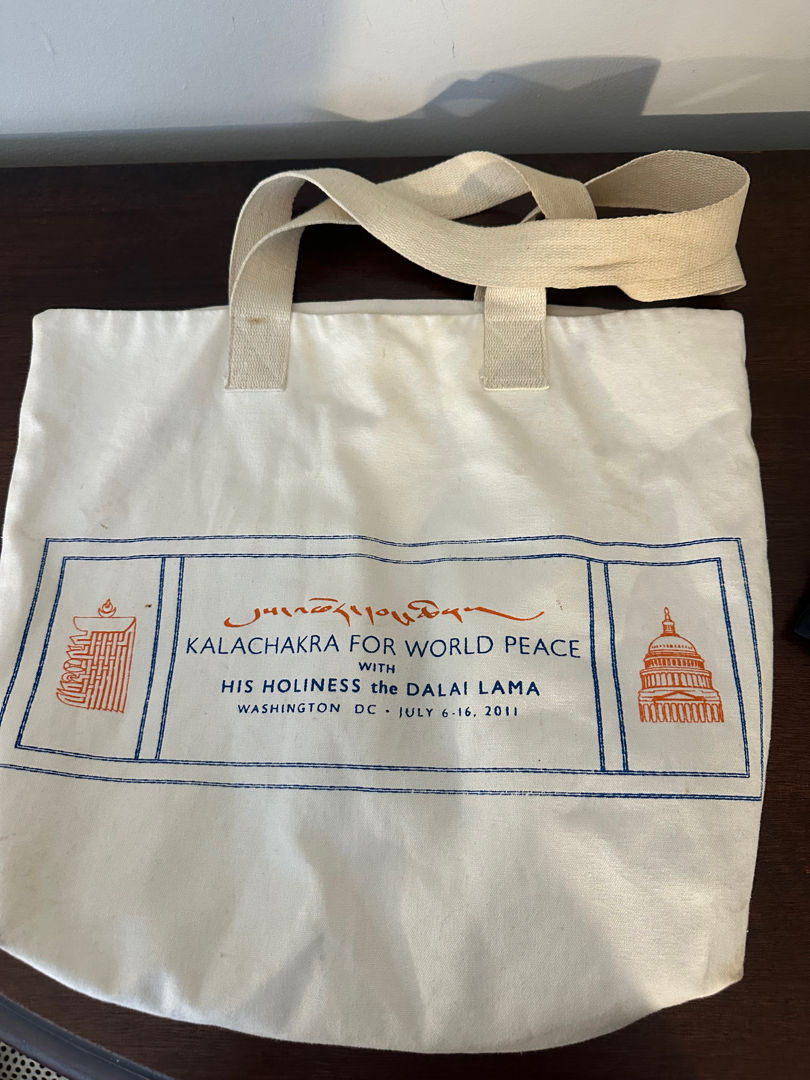 KALACHAKRA FOR WORLD PEACE
WITH
HIS HOLINESS the DALAI LAMA
WASHINGTON DC • JULY 6-16, 2011